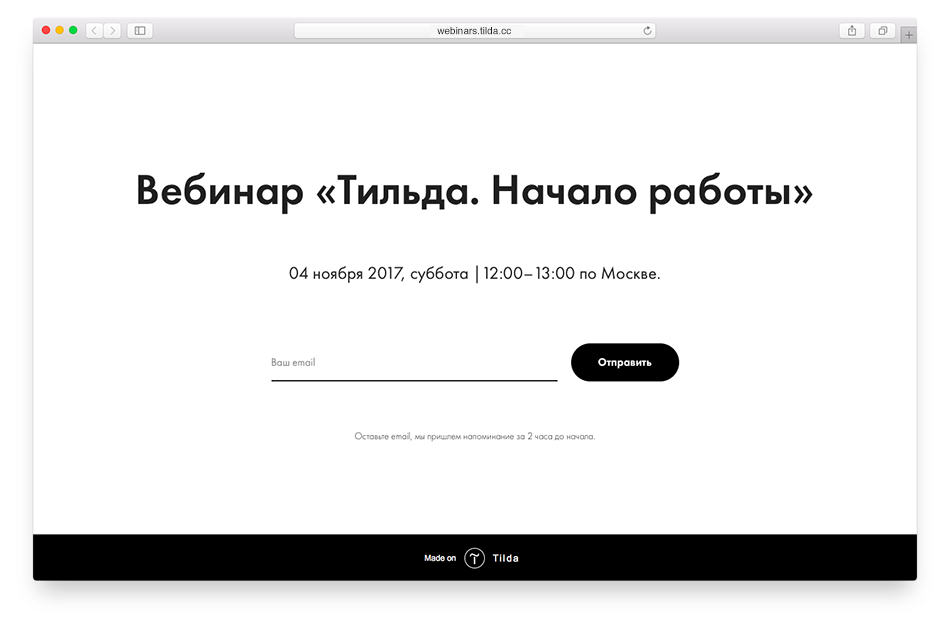 webinars.tilda.cc
Вебинар «Тильда. Начало работы»
04 ноября 2017, суббота | 12:00–13:00 по Москве.
Ваш email
Отправить
Оставьте email, мы пришлем напоминание за 2 часа до начала.
Made on Tilda